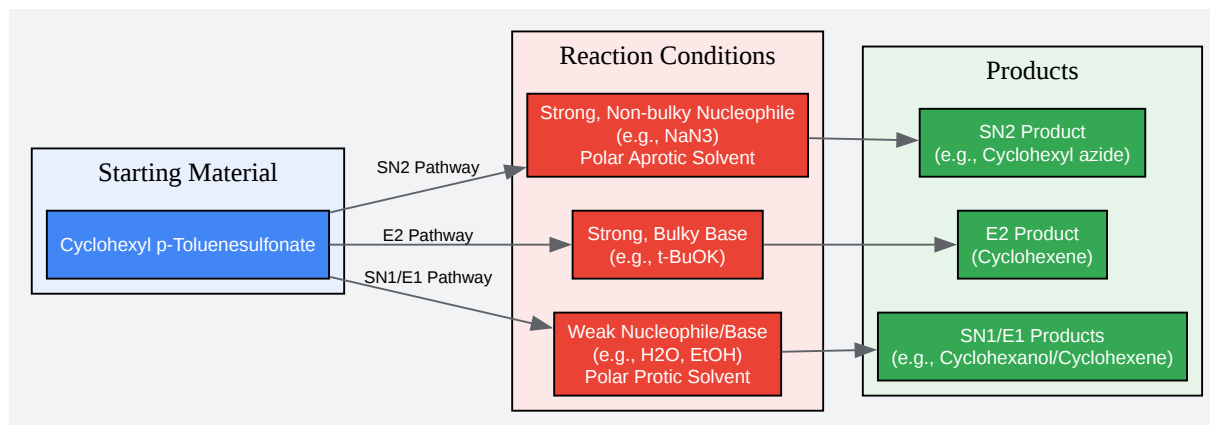 Starting Material
Cyclohexyl p-Toluenesulfonate
SN2 Pathway
E2 Pathway
SN1/E1 Pathway
Reaction Conditions
Strong, Non-bulky Nucleophile
(e.g., NaN3)
Polar Aprotic Solvent
Strong, Bulky Base
(e.g., t-BuOK)
Weak Nucleophile/Base
(e.g., H2O, EtOH)
Polar Protic Solvent
Products
SN2 Product
(e.g., Cyclohexyl azide)
E2 Product
(Cyclohexene)
SN1/E1 Products
(e.g., Cyclohexanol/Cyclohexene)